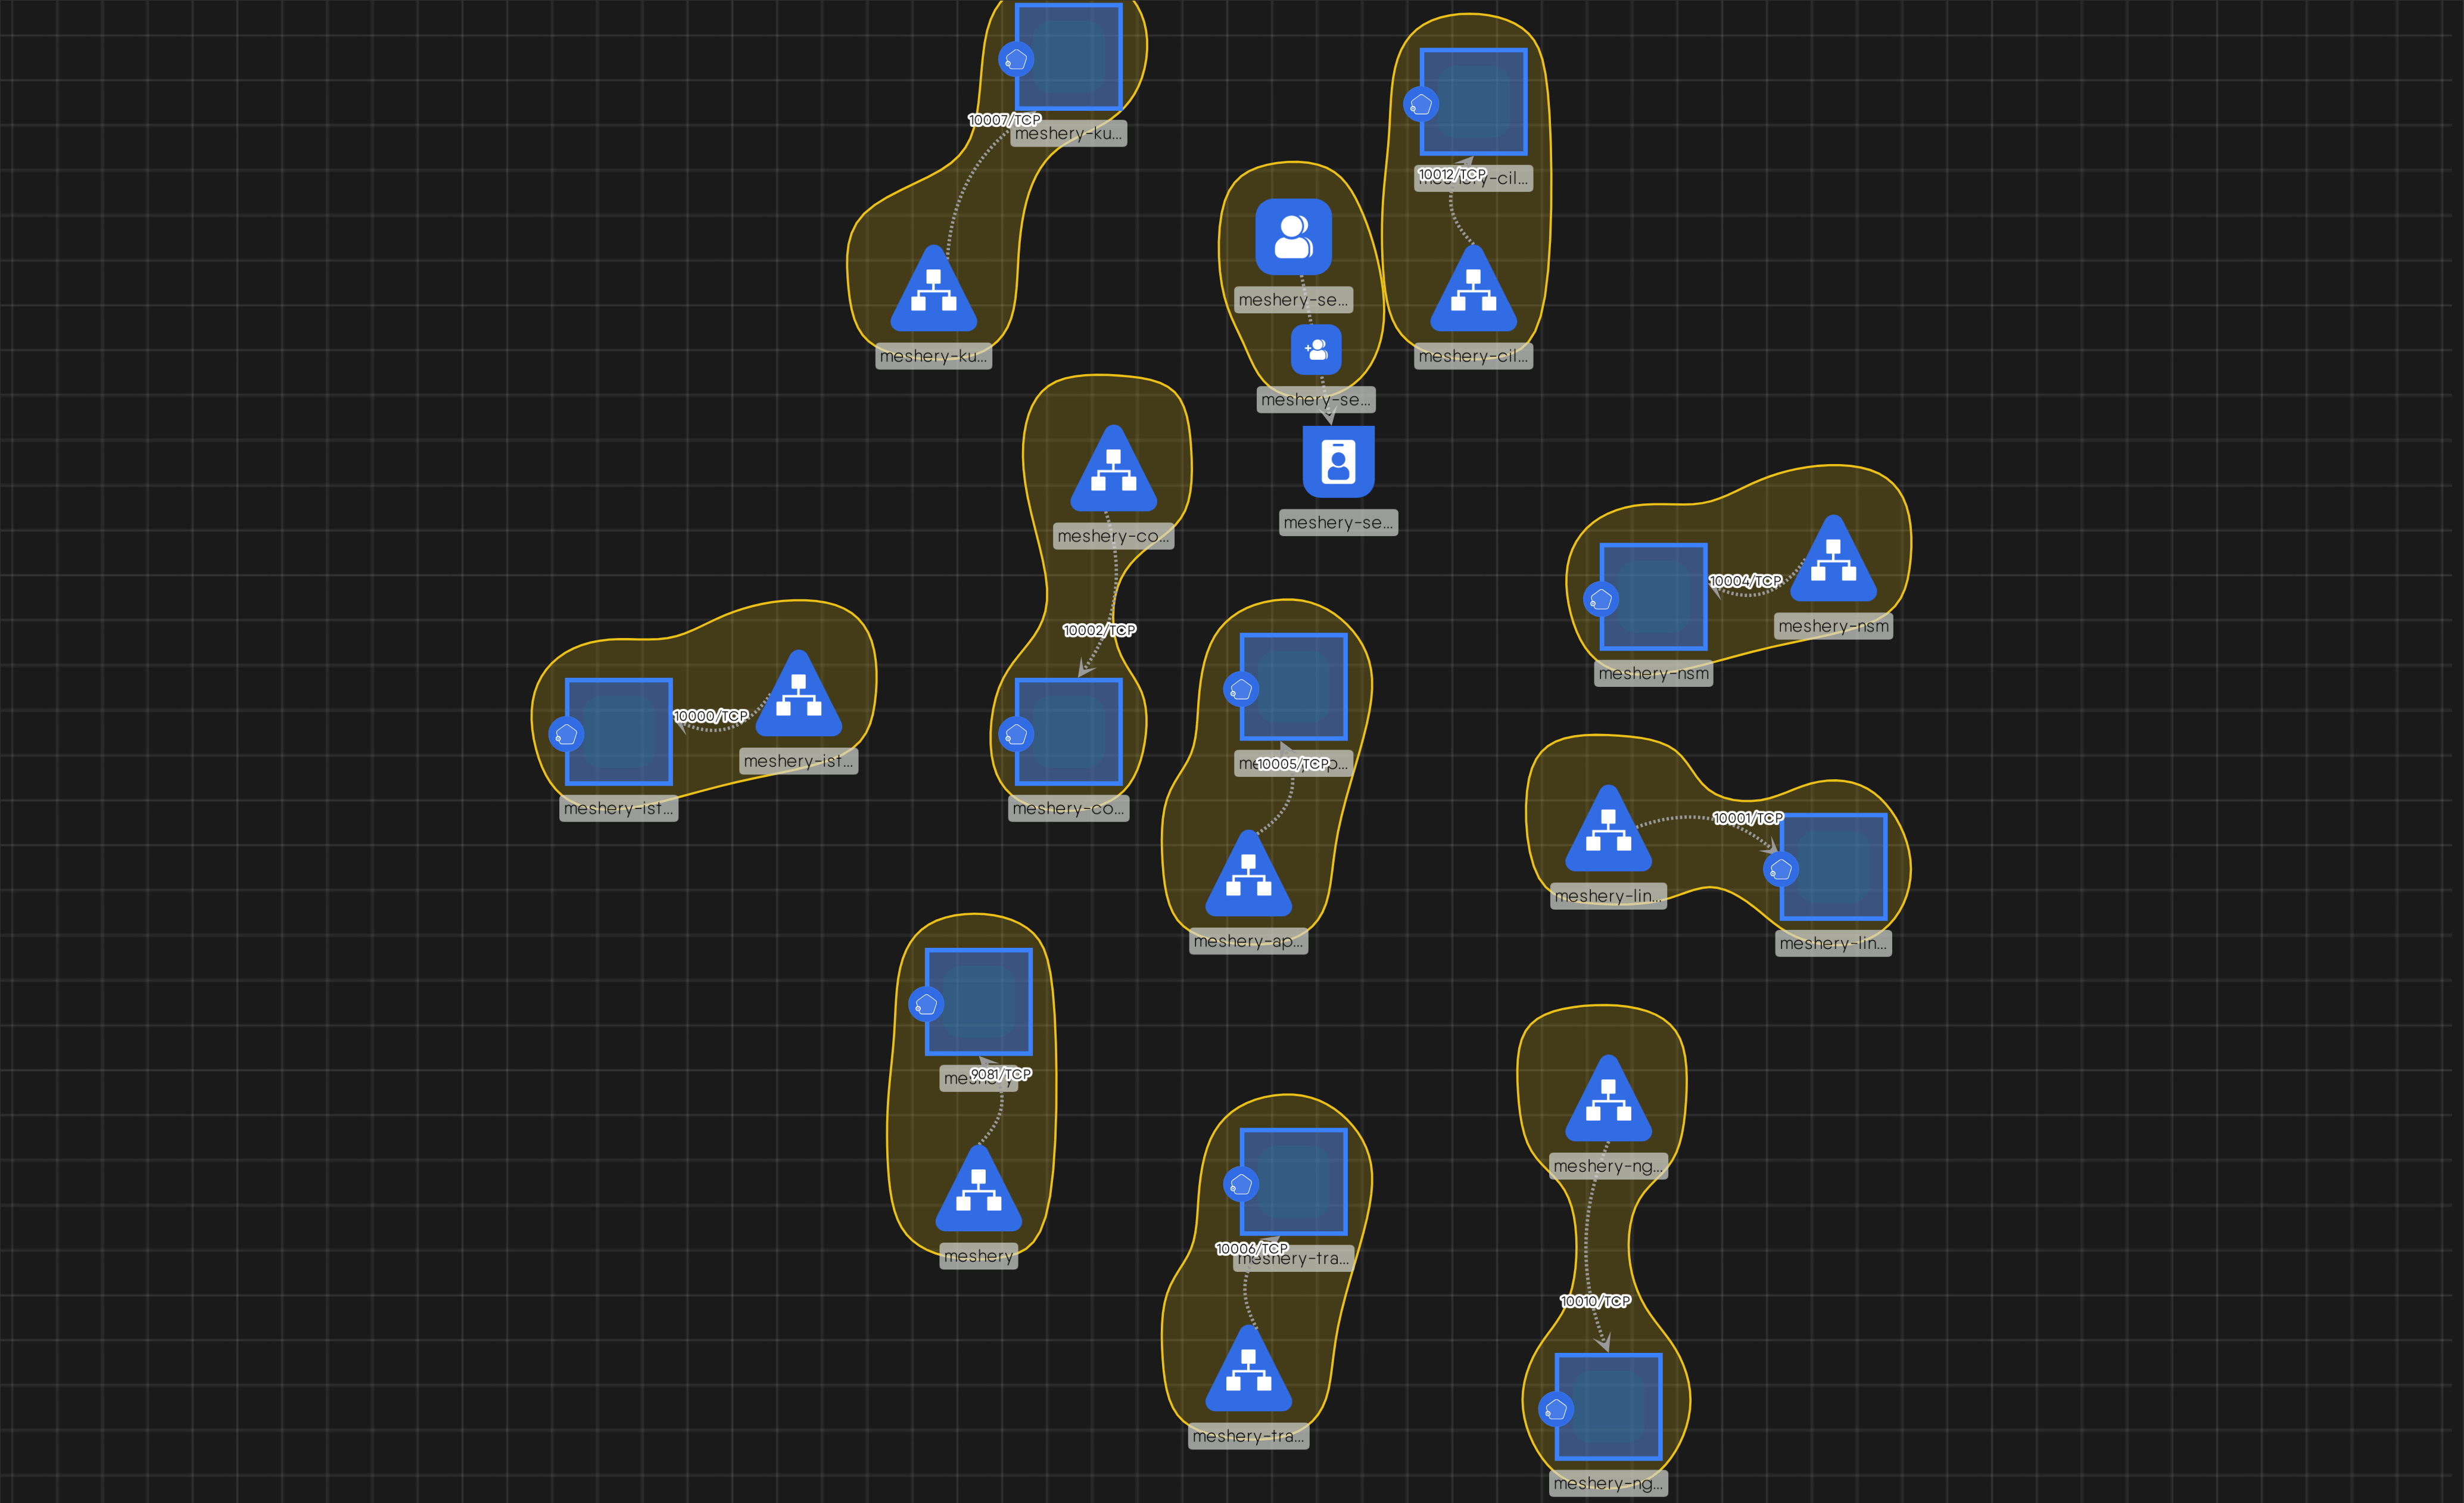 10007/TCP
meshery-ku...
meshery-ku...
10012/TCP
meshery-cil...
meshery-cil...
meshery-se...
meshery-se...
meshery-se...
meshery-co...
10002/TCP
meshery-co...
10004/TCP
meshery-nsm
meshery-nsm
10000/TCP
meshery-ist...
meshery-ist...
10005/TCP
meshery-ap...
10001/TCP
meshery-lin...
meshery-lin...
meshery
9081/TCP
meshery
meshery-ng...
10010/TCP
meshery-ng...
10006/TCP
meshery-tra...
meshery-tra...